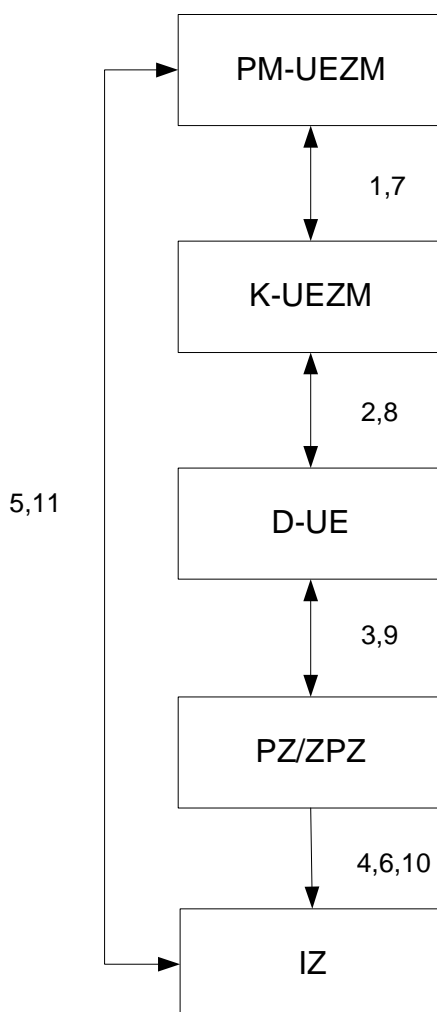 PM-UEZM
1,7
K-UEZM
2,8
5,11
D-UE
3,9
PZ/ZPZ
4,6,10
IZ